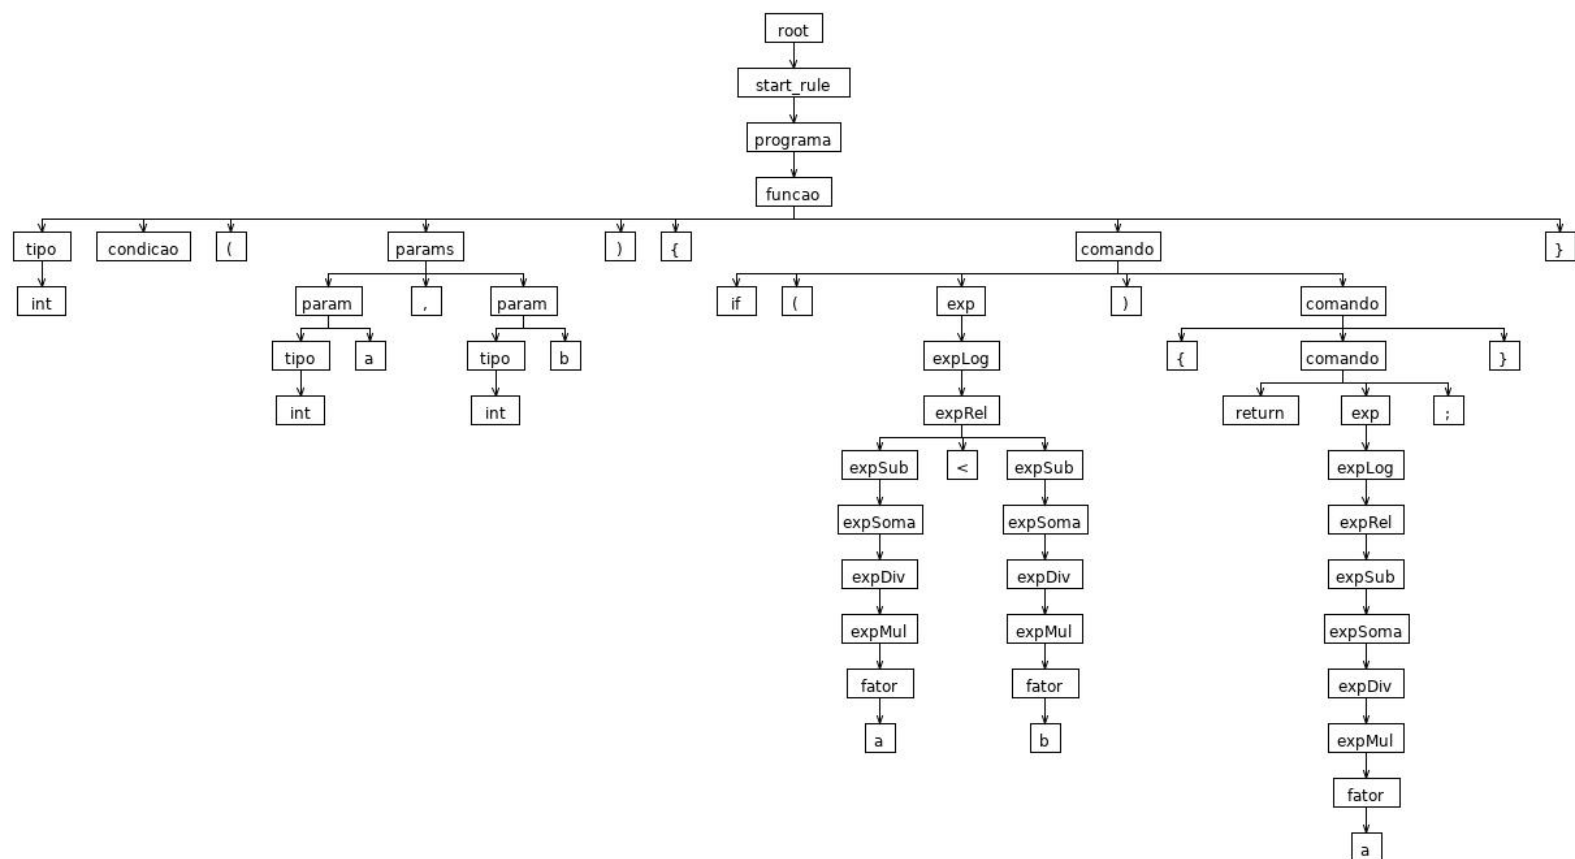 root
start_rule
programa
funcao
tipo condicao ( params ) { comando }
int param , param if ( exp ) comando
tipo a tipo b expLog { comando }
int int expRel return exp ;
expSub < expSub expLog
expSoma expSoma expRel
expDiv expDiv expSub
expMul expMul expSoma
fator fator expDiv
a b expMul
fator
a